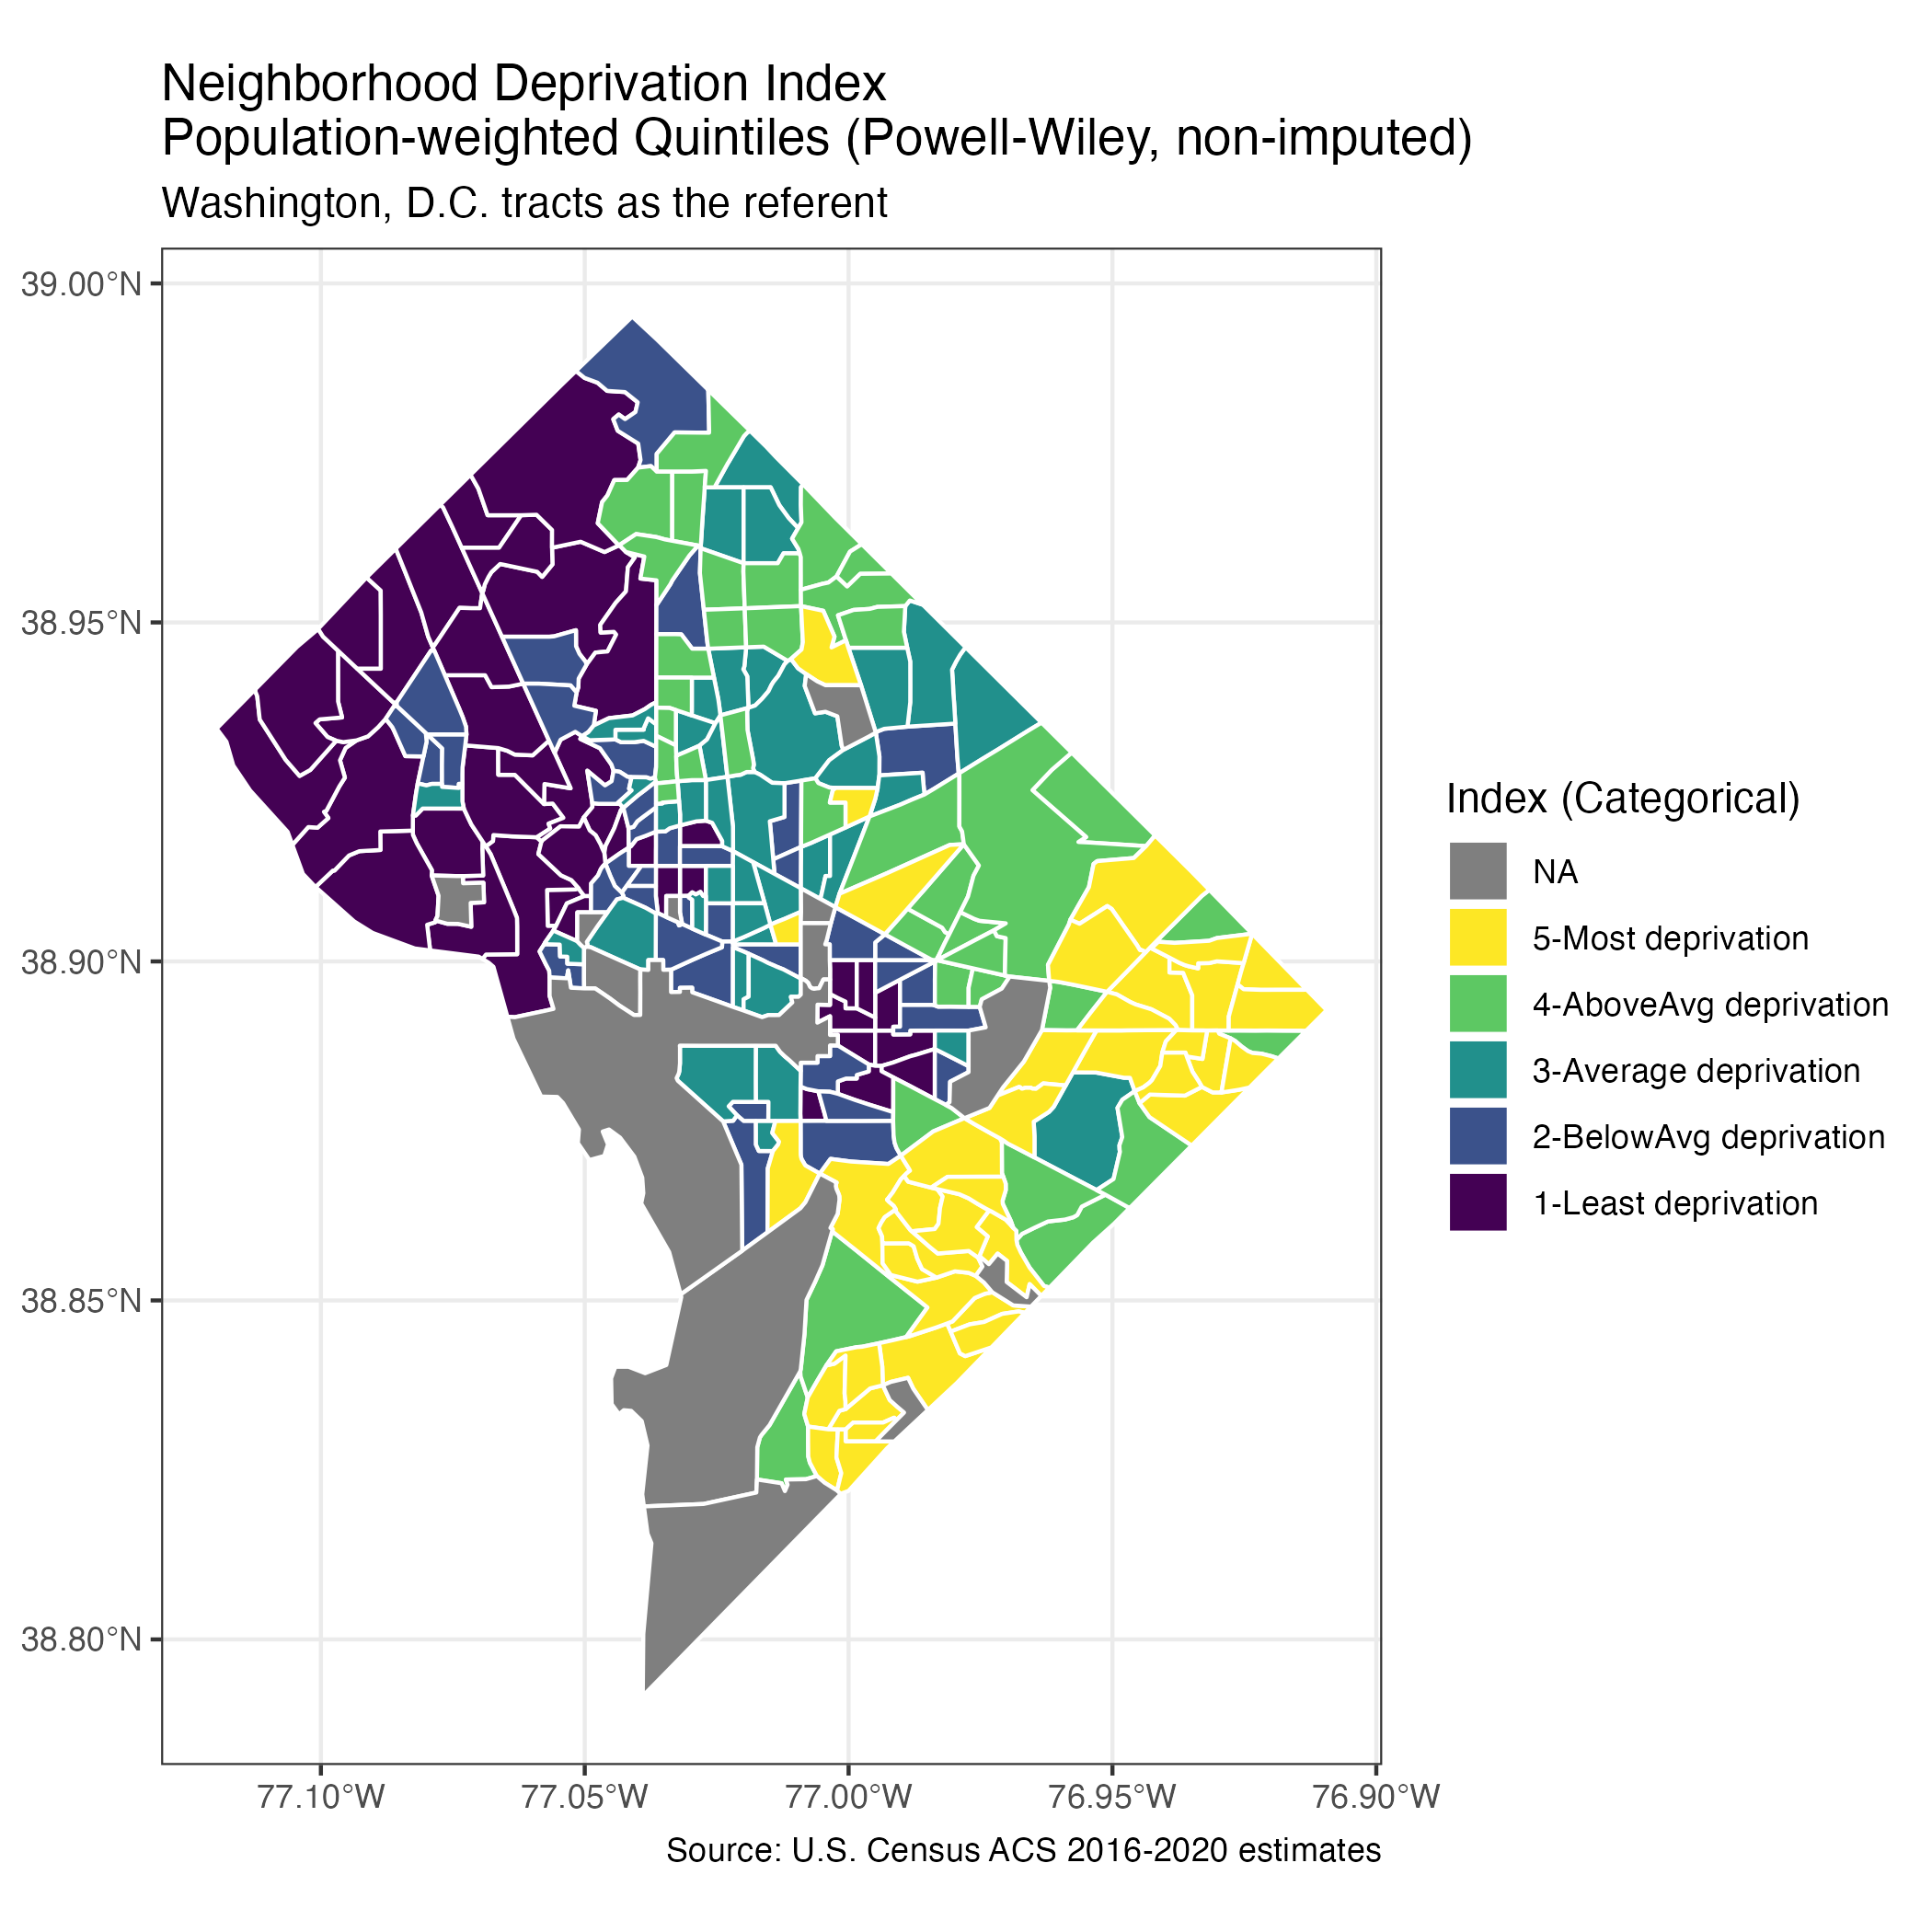 Neighborhood Deprivation Index
Population-weighted Quintiles (Powell-Wiley, non-imputed)
Washington, D.C. tracts as the referent
39.00°N
38.95°N
38.90°N
38.85°N
38.80°N
77.10°W
77.05°W
77.00°W
76.95°W
76.90°W
Index (Categorical)
NA
5-Most deprivation
4-AboveAvg deprivation
3-Average deprivation
2-BelowAvg deprivation
1-Least deprivation
Source: U.S. Census ACS 2016-2020 estimates